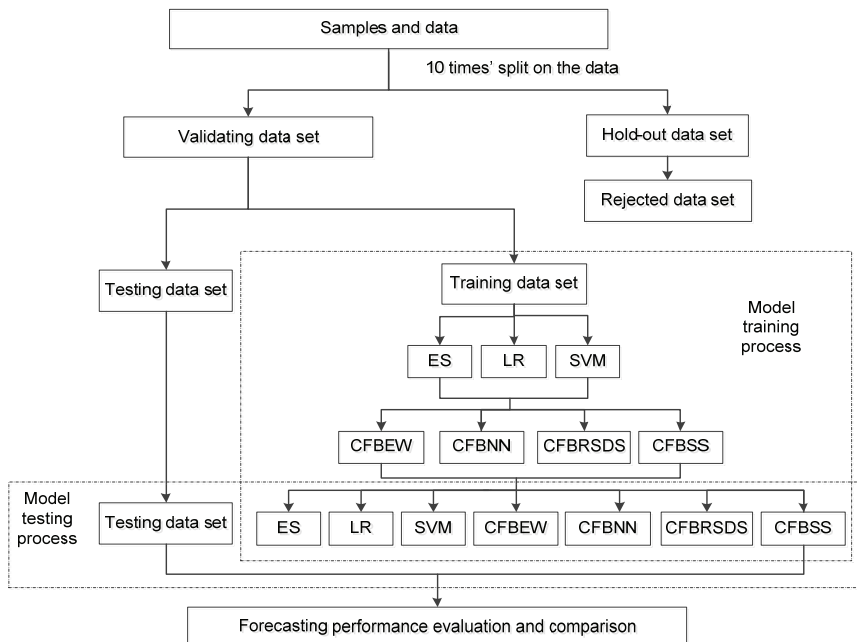 Samples and data
10 times' split on the data
Validating data set
Hold-out data set
Rejected data set
Testing data set
Training data set
Model
training
process
ES
LR
SVM
CFBEW
CFBNN
CFBRSDS
CFBSS
Model
testing
process
Testing data set
ES
LR
SVM
CFBEW
CFBNN
CFBRSDS
CFBSS
Forecasting performance evaluation and comparison